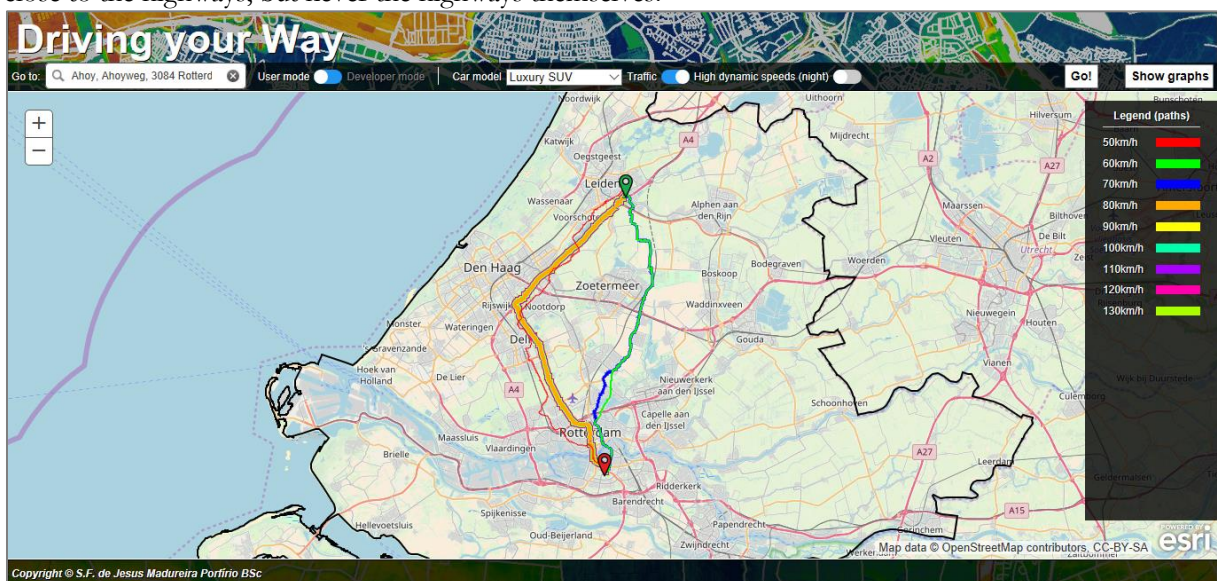 close to the highways, but never the highways themselves.
Driving your Way
Go to: Ahoy, Ahoyweg, 3084 Rotterd User mode Developer mode Car model Luxury SUV Traffic High dynamic speeds (night) Go! Show graphs
+
−
Legend (paths)
50km/h
60km/h
70km/h
80km/h
90km/h
100km/h
110km/h
120km/h
130km/h
Noordwijk
Uithoorn
Hilversum
Bunschoten
Katwijk
A4
Mijdrecht
Oegstgeest
A2
A27
Leiden
Wassenaar
Alphen aan
den Rijn
Maarssen
Voorschoten
Bilthoven
De Bilt
Vleuten
Utrecht
Den Haag
Bodegraven
Woerden
Zeist
Boskoop
Zoetermeer
Rijswijk
Nootdorp
Waddinxveen
Nieuwegein
Monster
Wateringen
Houten
Gouda
's-Gravenzande
Vianen
Hoek van
Holland
De Lier
Nieuwerkerk
aan den IJssel
Wijk bij Duurstede
A4
Schoonhoven
Culemborg
Capelle aan
den IJssel
Maassluis
Rotterdam
Vlaardingen
Brielle
A27
Leerdam
Geldermalsen
Ridderkerk
Barendrecht
A15
Spijkenisse
Hellevoetsluis
Papendrecht
Gorinchem
Oud-Beijerland
Zwijndrecht
Map data © OpenStreetMap contributors, CC-BY-SA
POWERED BY
esri
Zaltbommel
Copyright © S.F. de Jesus Madureira Porfírio BSc